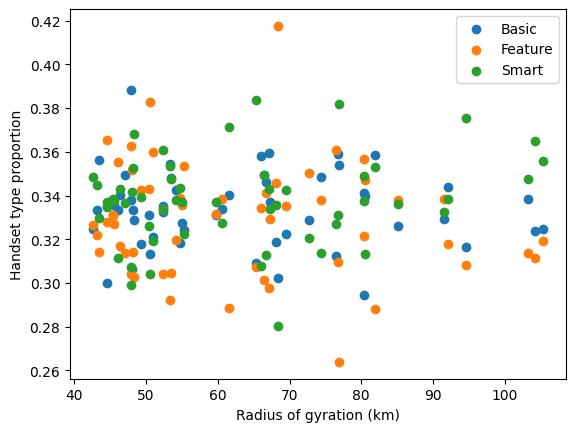 0.42
0.40
0.38
0.36
0.34
0.32
0.30
0.28
0.26
Handset type proportion
Basic
Feature
Smart
40 50 60 70 80 90 100
Radius of gyration (km)